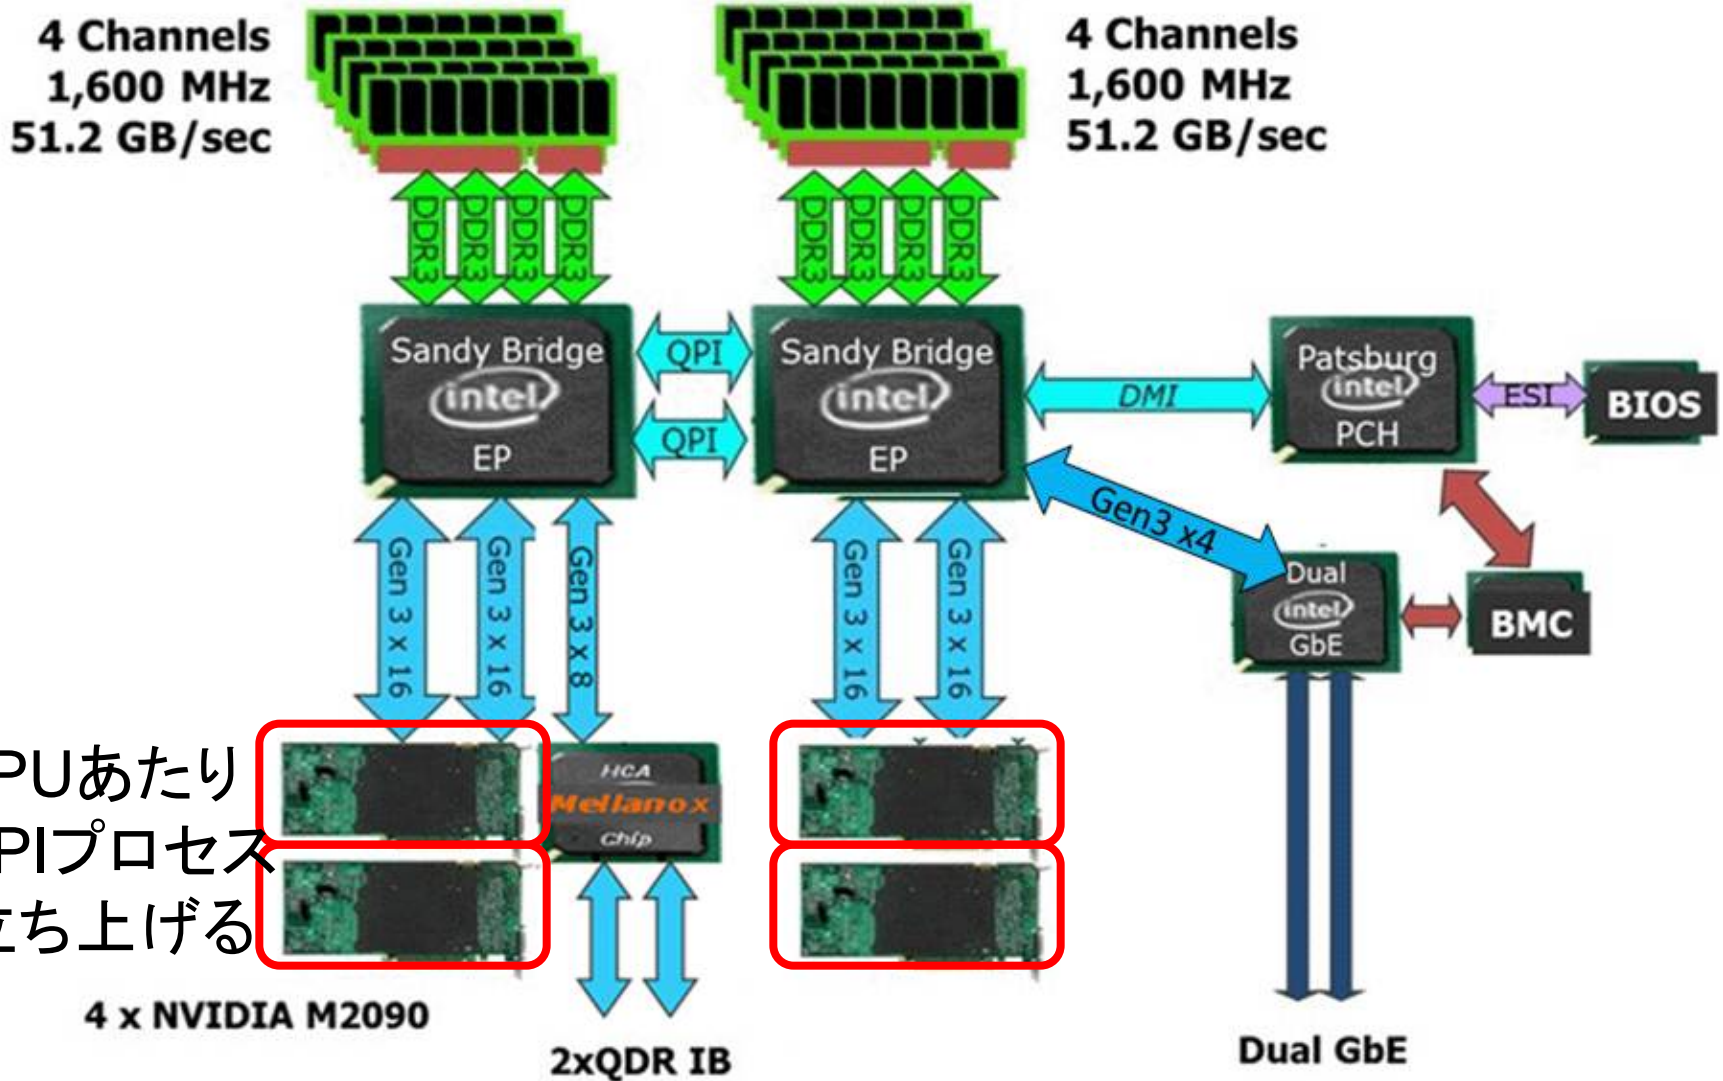 4 Channels
1,600 MHz
51.2 GB/sec
4 Channels
1,600 MHz
51.2 GB/sec
DDR3
DDR3
DDR3
DDR3
DDR3
DDR3
DDR3
DDR3
Sandy Bridge
intel
EP
QPI
QPI
Sandy Bridge
intel
EP
DMI
Patsburg
intel
PCH
ESI
BIOS
Gen 3 x 16
Gen 3 x 16
Gen 3 x 8
Gen 3 x 16
Gen 3 x 16
Gen3 x4
Dual
intel
GbE
BMC
PUあたり
PIプロセス
立ち上げる
HCA
Mellanox
Chip
4 x NVIDIA M2090
2xQDR IB
Dual GbE